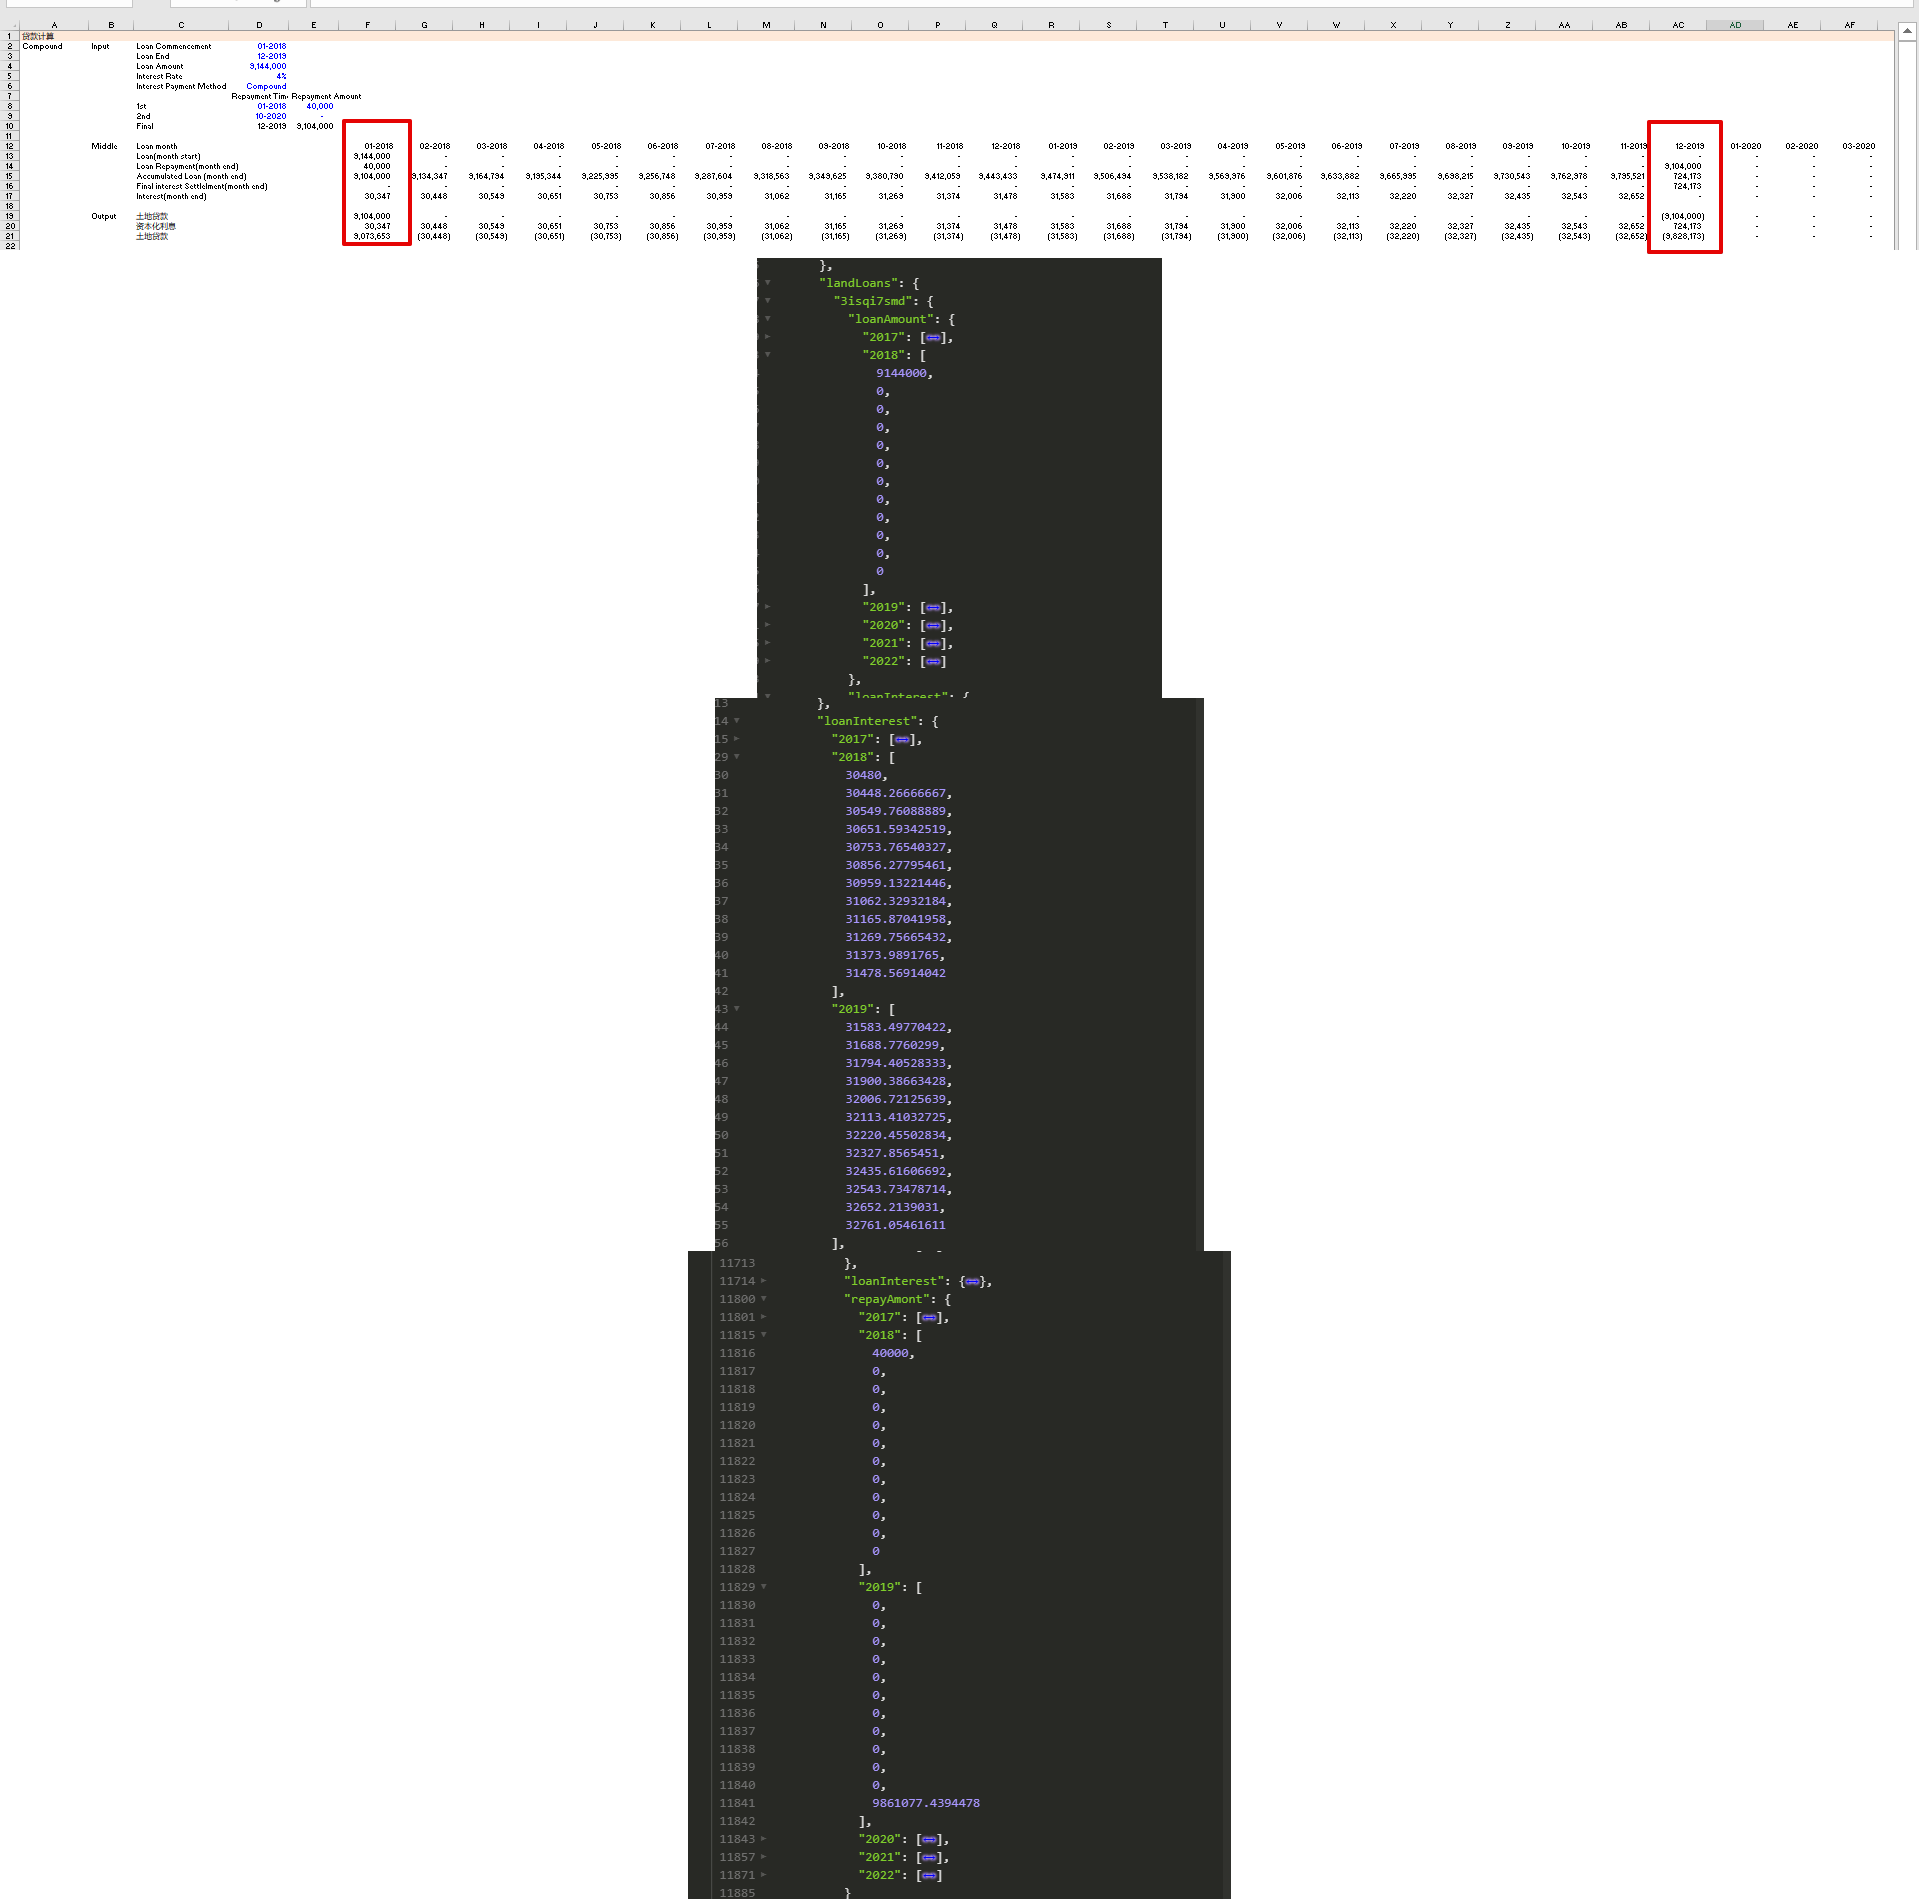 A B C D E F G H I J K L M N O P Q R S T U V W X Y Z AA AB AC AD AE AF
1 贷款计算
2 Compound Input Loan Commencement 01-2018
3 Loan End 12-2019
4 Loan Amount 9,144,000
5 Interest Rate 4%
6 Interest Payment Method Compound
7 Repayment Tim Repayment Amount
8 1st 01-2018 40,000
9 2nd 10-2020 -
10 Final 12-2019 9,104,000
11
12 Middle Loan month 01-2018 02-2018 03-2018 04-2018 05-2018 06-2018 07-2018 08-2018 09-2018 10-2018 11-2018 12-2018 01-2019 02-2019 03-2019 04-2019 05-2019 06-2019 07-2019 08-2019 09-2019 10-2019 11-2019 12-2019 01-2020 02-2020 03-2020
13 Loan(month start) 9,144,000 - - - - - - - - - - - - - - - - - - - - - - - - - -
14 Loan Repayment(month end) 40,000 - - - - - - - - - - - - - - - - - - - - - - 9,104,000 - - -
15 Accumulated Loan (month end) 9,104,000 9,134,347 9,164,794 9,195,344 9,225,995 9,256,748 9,287,604 9,318,563 9,349,625 9,380,790 9,412,059 9,443,433 9,474,911 9,506,494 9,538,182 9,569,976 9,601,876 9,633,882 9,665,995 9,698,215 9,730,543 9,762,978 9,795,521 724,173 - - -
16 Final interest Settlelment(month end) - - - - - - - - - - - - - - - - - - - - - - - 724,173 - - -
17 Interest(month end) 30,347 30,448 30,549 30,651 30,753 30,856 30,959 31,062 31,165 31,269 31,374 31,478 31,583 31,688 31,794 31,900 32,006 32,113 32,220 32,327 32,435 32,543 32,652 - - - -
18
19 Output 土地贷款 9,104,000 - - - - - - - - - - - - - - - - - - - - - - (9,104,000) - - -
20 资本化利息 30,347 30,448 30,549 30,651 30,753 30,856 30,959 31,062 31,165 31,269 31,374 31,478 31,583 31,688 31,794 31,900 32,006 32,113 32,220 32,327 32,435 32,543 32,652 724,173 - - -
21 土地贷款 9,073,653 (30,448) (30,549) (30,651) (30,753) (30,856) (30,959) (31,062) (31,165) (31,269) (31,374) (31,478) (31,583) (31,688) (31,794) (31,900) (32,006) (32,113) (32,220) (32,327) (32,435) (32,543) (32,652) (9,828,173) - - -
22
},
"landLoans": {
"3isqi7smd": {
"loanAmount": {
"2017": [],
"2018": [
9144000,
0,
0,
0,
0,
0,
0,
0,
0,
0,
0,
0
],
"2019": [],
"2020": [],
"2021": [],
"2022": []
},
"loanInterest": {
13 },
14 "loanInterest": {
15 "2017": [],
29 "2018": [
30 30480,
31 30448.26666667,
32 30549.76088889,
33 30651.59342519,
34 30753.76540327,
35 30856.27795461,
36 30959.13221446,
37 31062.32932184,
38 31165.87041958,
39 31269.75665432,
40 31373.9891765,
41 31478.56914042
42 ],
43 "2019": [
44 31583.49770422,
45 31688.7760299,
46 31794.40528333,
47 31900.38663428,
48 32006.72125639,
49 32113.41032725,
50 32220.45502834,
51 32327.8565451,
52 32435.61606692,
53 32543.73478714,
54 32652.2139031,
55 32761.05461611
56 ],
11713 },
11714 "loanInterest": {},
11800 "repayAmont": {
11801 "2017": [],
11815 "2018": [
11816 40000,
11817 0,
11818 0,
11819 0,
11820 0,
11821 0,
11822 0,
11823 0,
11824 0,
11825 0,
11826 0,
11827 0
11828 ],
11829 "2019": [
11830 0,
11831 0,
11832 0,
11833 0,
11834 0,
11835 0,
11836 0,
11837 0,
11838 0,
11839 0,
11840 0,
11841 9861077.4394478
11842 ],
11843 "2020": [],
11857 "2021": [],
11871 "2022": []
11885 }